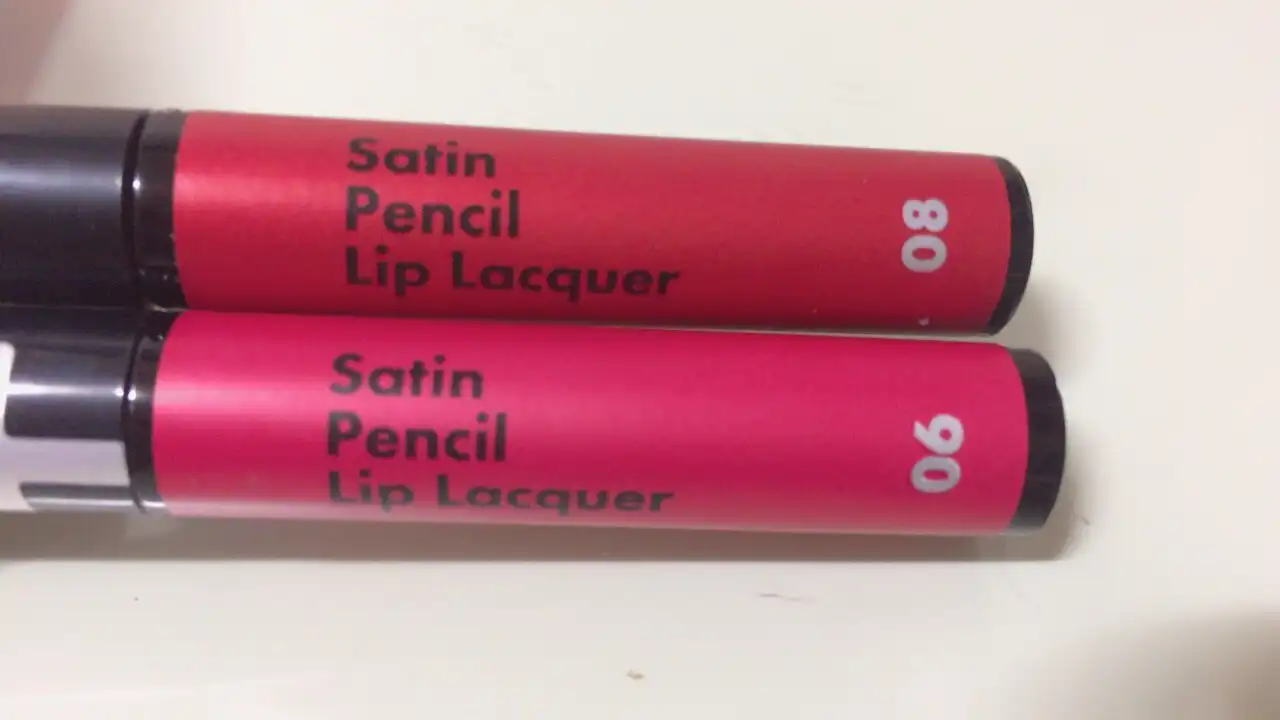 Satin
Pencil
Lip Lacquer
08
Satin
Pencil
Lip Lacquer
06